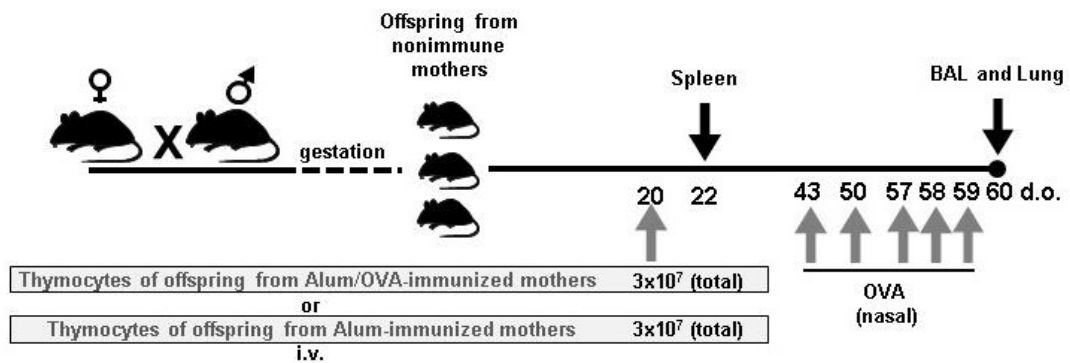 Offspring from
nonimmune
mothers
♀
♂
X
gestation
Spleen
BAL and Lung
20 22 43 50 57 58 59 60 d.o.
Thymocytes of offspring from Alum/OVA-immunized mothers 3x10⁷ (total)
or
Thymocytes of offspring from Alum-immunized mothers 3x10⁷ (total)
i.v.
OVA
(nasal)